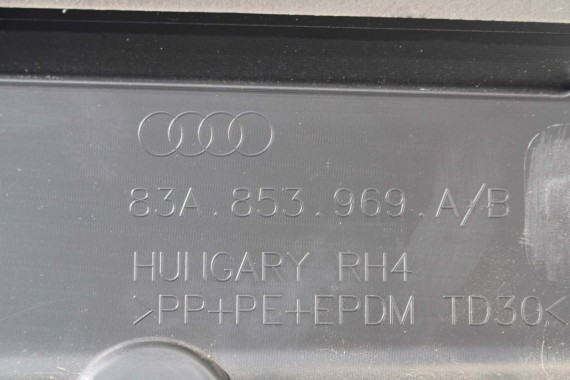 83A.853.969.A/B
HUNGARY RH4
>PP+PE+EPDM TD30<